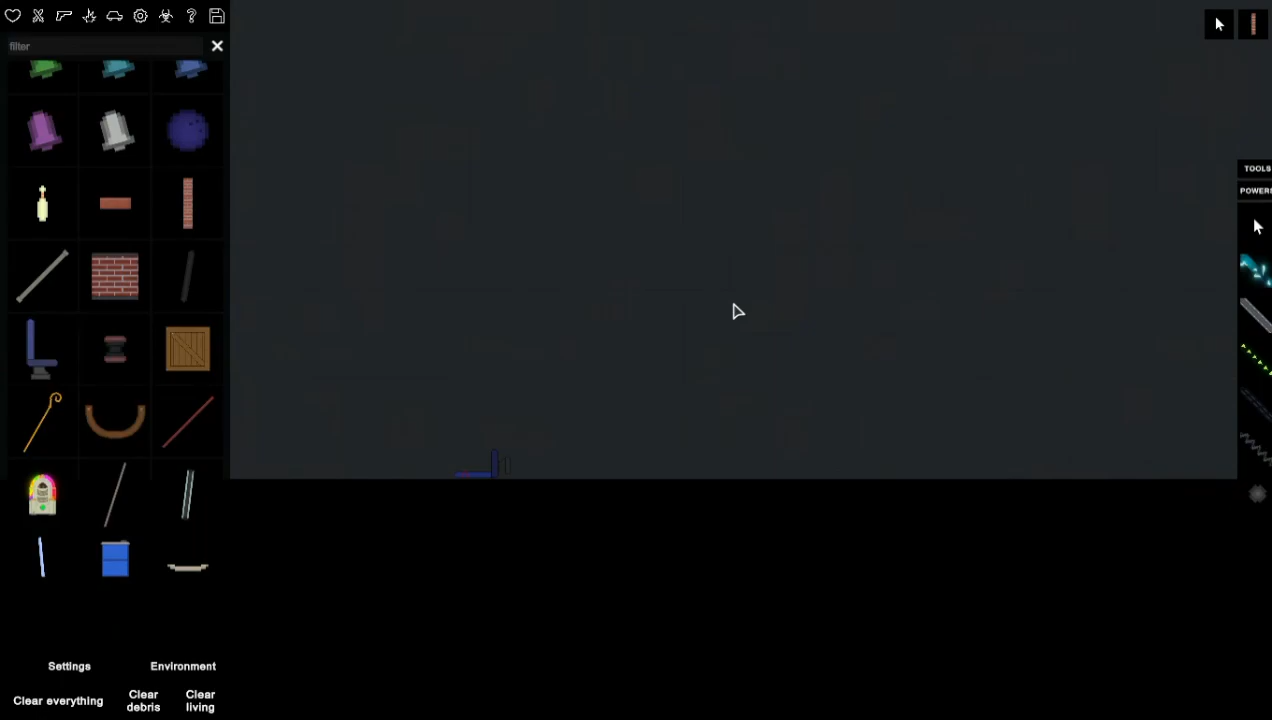 filter
TOOLS
POWER
Settings
Environment
Clear everything
Clear debris
Clear living